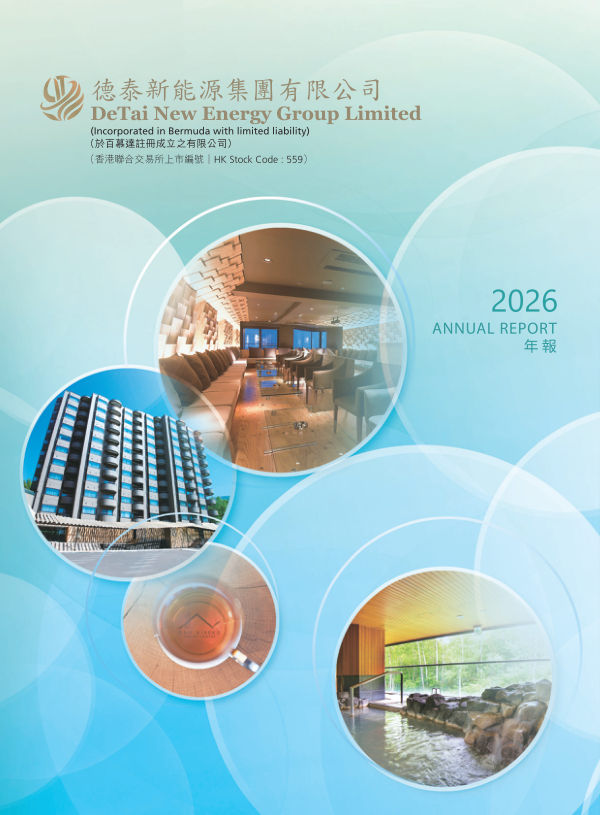 德泰新能源集團有限公司
DeTai New Energy Group Limited
(Incorporated in Bermuda with limited liability)
(於百慕達註冊成立之有限公司)
(香港聯合交易所上市編號 | HK Stock Code : 559)
2026
ANNUAL REPORT
年報